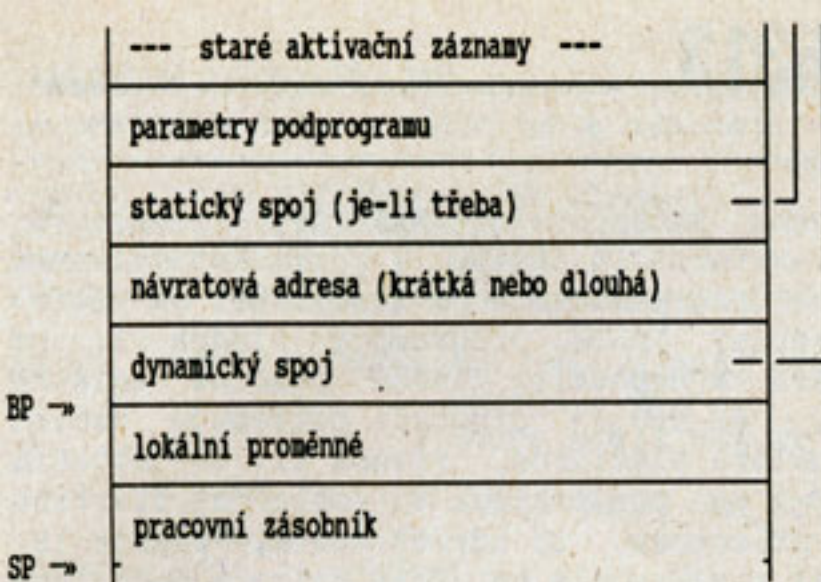 --- staré aktivační záznamy ---
parametry podprogramu
statický spoj (je-li třeba)
návratová adresa (krátká nebo dlouhá)
dynamický spoj
BP →»
lokální proměnné
pracovní zásobník
SP →»